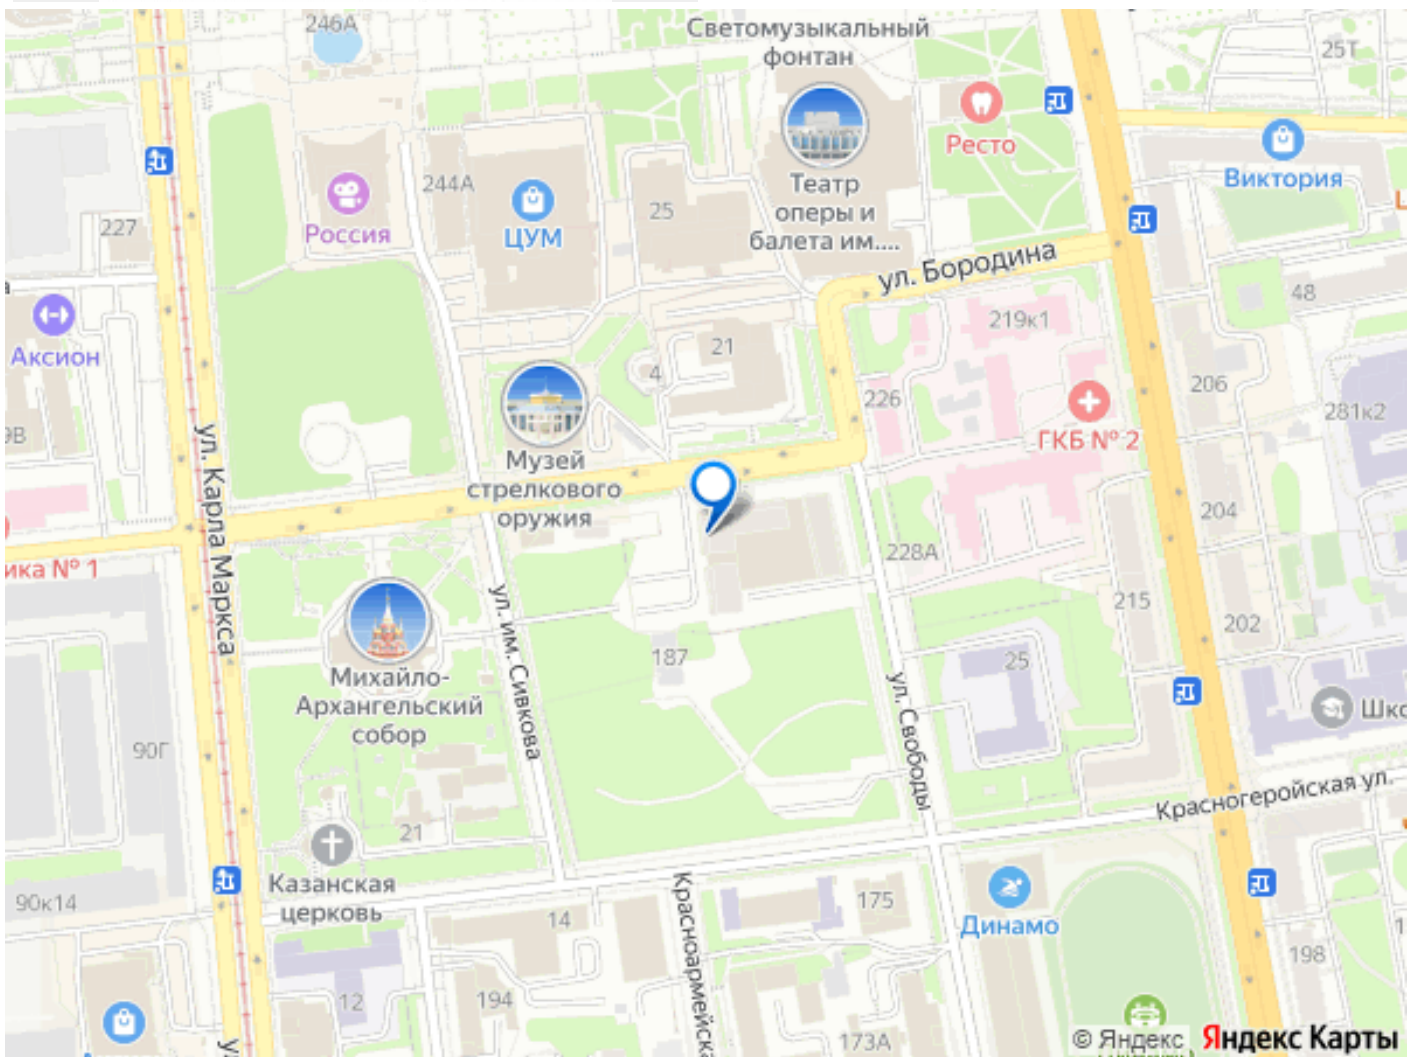 246А
Светомузыкальный
фонтан
25Т
Ресто
Виктория
244А
227
Россия
ЦУМ
25
Театр
оперы и
балета им....
ул. Бородина
48
219к1
Аксион
21
4
226
206
281к2
9В
ГКБ № 2
ул. Карла Маркса
Музей
стрелкового
оружия
204
228А
ика № 1
ул. им. Сивкова
215
202
187
25
Михайло-
Архангельский
собор
ул. Свободы
Шко
90Г
Красногеройская ул.
21
Казанская
церковь
90к14
14
Красноармейска
175
Динамо
198
12
194
173А
© Яндекс
Яндекс Карты